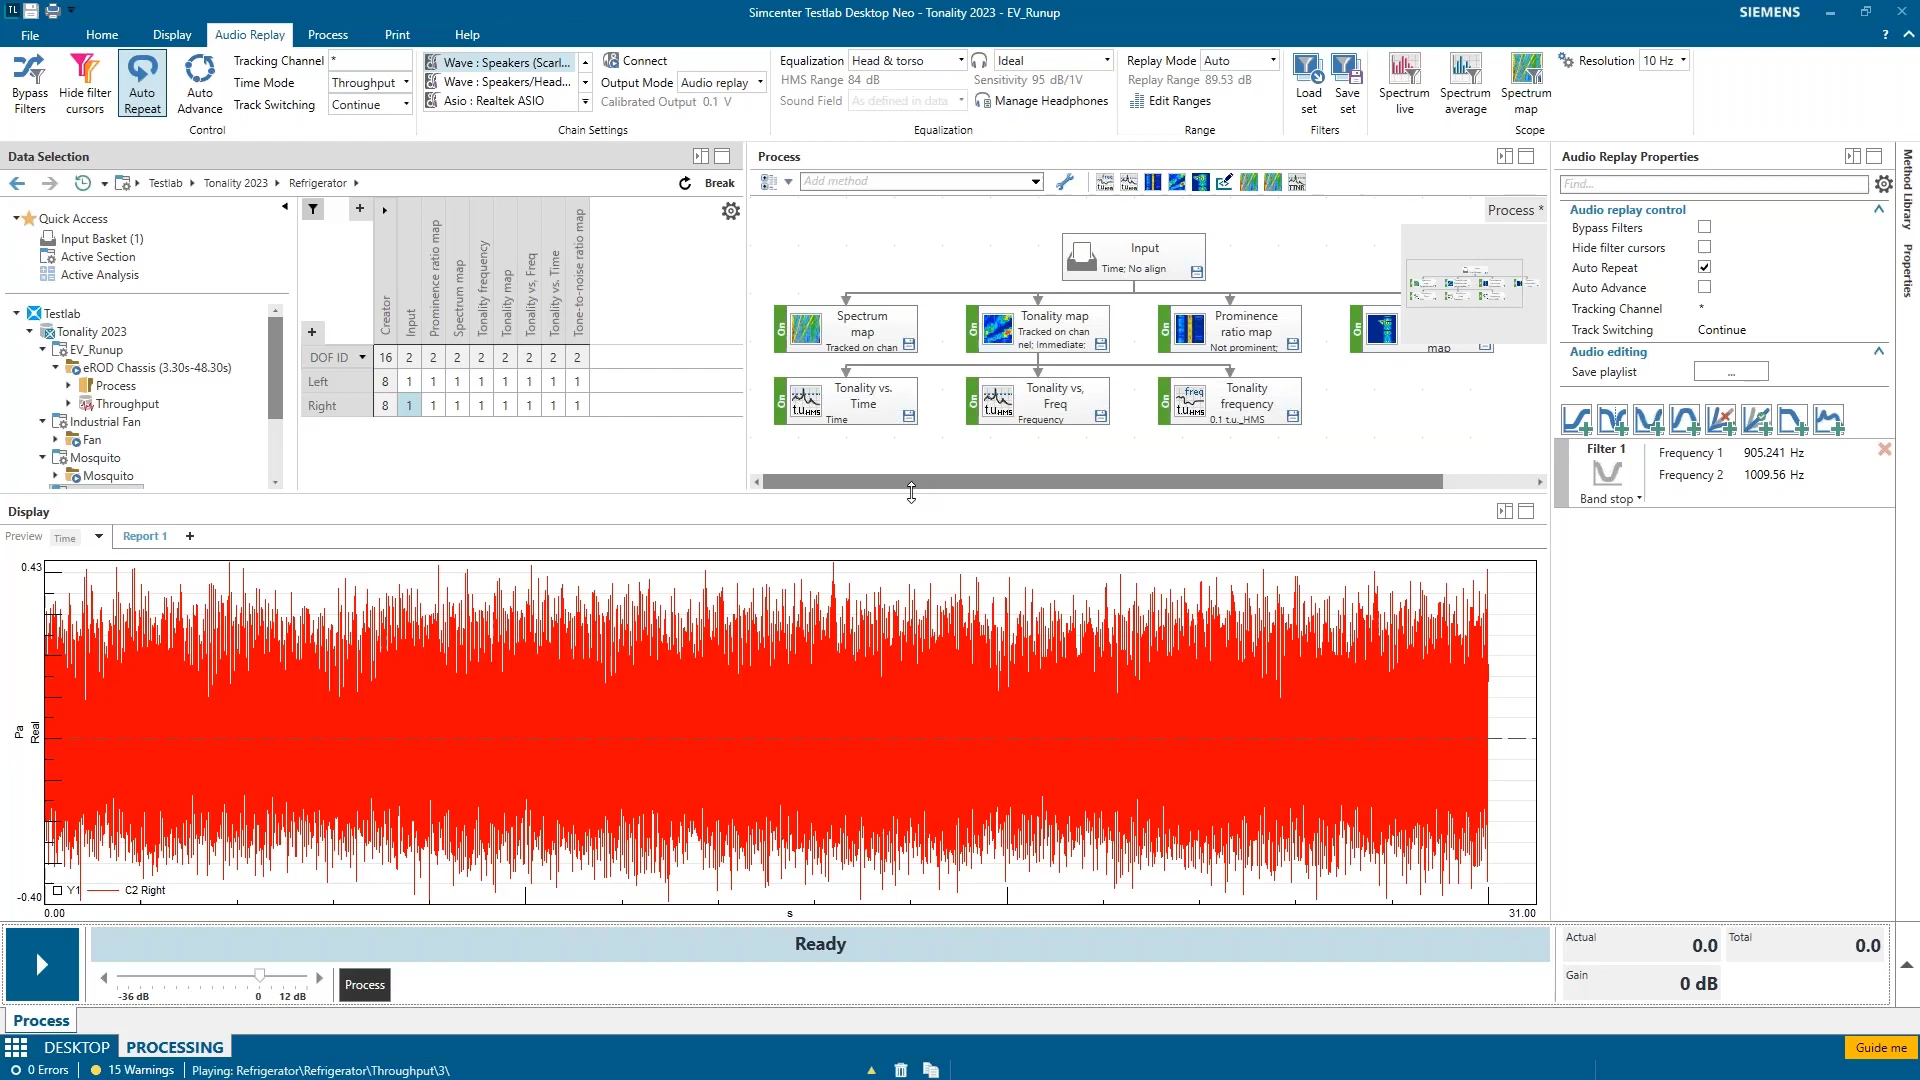 TL
Simcenter Testlab Desktop Neo - Tonality 2023 - EV_Runup
SIEMENS
File Home Display Audio Replay Process Print Help
?
Bypass Filters
Hide filter cursors
Auto Repeat
Auto Advance
Tracking Channel *
Time Mode Throughput
Track Switching Continue
Control
Wave : Speakers (Scarl...
Wave : Speakers/Head...
Asio : Realtek ASIO
Connect
Output Mode Audio replay
Calibrated Output 0.1 V
Chain Settings
Equalization Head & torso
HMS Range 84 dB
Sound Field As defined in data
Ideal
Sensitivity 95 dB/1V
Manage Headphones
Equalization
Replay Mode Auto
Replay Range 89.53 dB
Edit Ranges
Range
Load set
Save set
Filters
Spectrum live
Spectrum average
Spectrum map
Resolution 10 Hz
Scope
Data Selection
Testlab Tonality 2023 Refrigerator
Break
Quick Access
Input Basket (1)
Active Section
Active Analysis
Testlab
Tonality 2023
EV_Runup
eROD Chassis (3.30s-48.30s)
Process
Throughput
Industrial Fan
Fan
Mosquito
Mosquito
Creator
Input
Prominence ratio map
Spectrum map
Tonality frequency
Tonality map
Tonality vs, Freq
Tonality vs. Time
Tone-to-noise ratio map
DOF ID 16 2 2 2 2 2 2 2 2
Left 8 1 1 1 1 1 1 1 1
Right 8 1 1 1 1 1 1 1 1
Process
Add method
Process *
Input
Time; No align
On
Spectrum map
Tracked on chan
On
Tonality map
Tracked on chan
nel; Immediate;
On
Prominence ratio map
Not prominent;
On
map
On
Tonality vs. Time
Time
t.u.HMS
On
Tonality vs, Freq
Frequency
t.u.HMS
On
Tonality frequency
0.1 t.u._HMS
freq
t.u.HMS
Display
Preview Time Report 1 +
0.43
Pa
Real
-0.40
Y1 C2 Right
0.00 s 31.00
Ready
-36 dB 0 12 dB
Process
Actual 0.0
Total 0.0
Gain 0 dB
Audio Replay Properties
Find...
Audio replay control
Bypass Filters
Hide filter cursors
Auto Repeat
Auto Advance
Tracking Channel *
Track Switching Continue
Audio editing
Save playlist ...
Filter 1
Band stop
Frequency 1 905.241 Hz
Frequency 2 1009.56 Hz
Method Library
Properties
Process
DESKTOP PROCESSING
Guide me
0 Errors 15 Warnings Playing: Refrigerator\Refrigerator\Throughput\3\